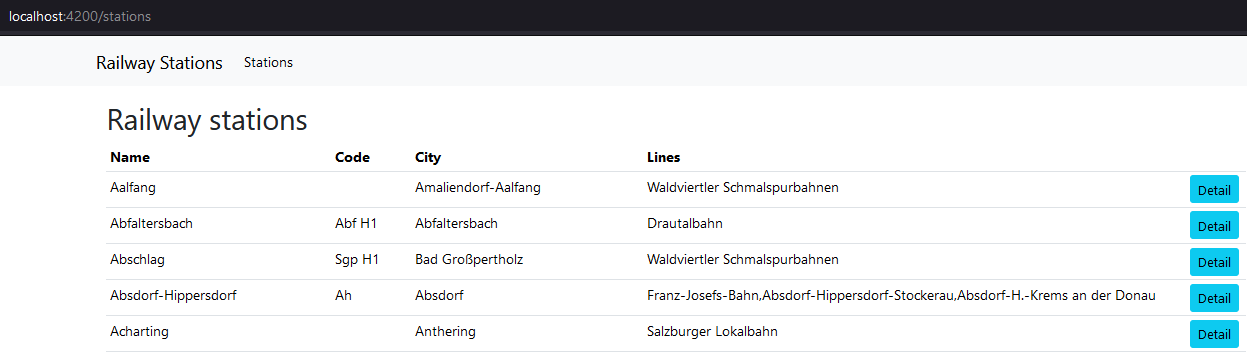 localhost:4200/stations
Railway Stations Stations
Railway stations
Name Code City Lines
Aalfang Amaliendorf-Aalfang Waldviertler Schmalspurbahnen Detail
Abfaltersbach Abf H1 Abfaltersbach Drautalbahn Detail
Abschlag Sgp H1 Bad Großpertholz Waldviertler Schmalspurbahnen Detail
Absdorf-Hippersdorf Ah Absdorf Franz-Josefs-Bahn,Absdorf-Hippersdorf-Stockerau,Absdorf-H.-Krems an der Donau Detail
Acharting Anthering Salzburger Lokalbahn Detail